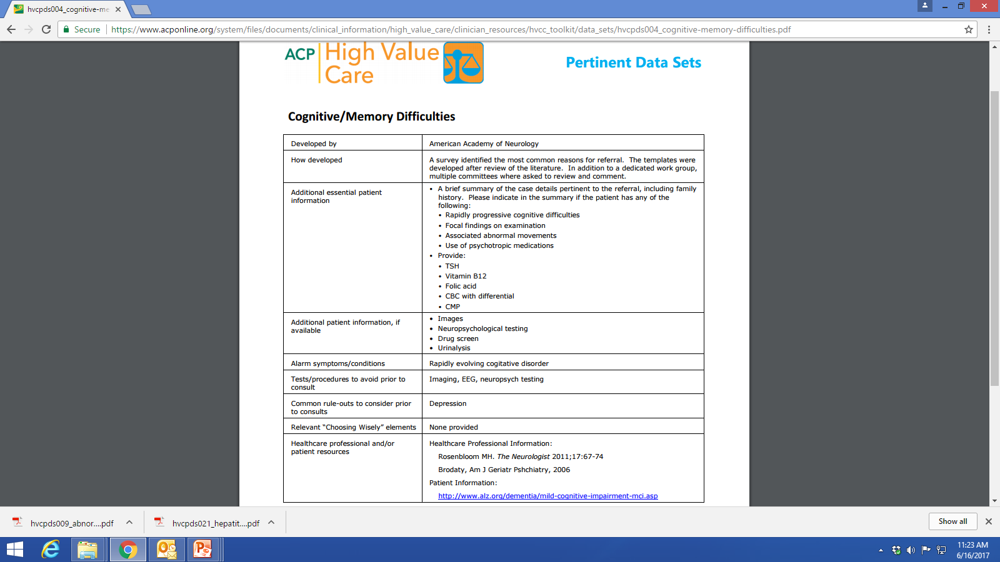 hvcpds004_cognitive-me
Secure
https://www.acponline.org/system/files/documents/clinical_information/high_value_care/clinician_resources/hvcc_toolkit/data_sets/hvcpds004_cognitive-memory-difficulties.pdf
ACP High Value
Care
Pertinent Data Sets
Cognitive/Memory Difficulties
Developed by
American Academy of Neurology
How developed
A survey identified the most common reasons for referral. The templates were
developed after review of the literature. In addition to a dedicated work group,
multiple committees where asked to review and comment.
Additional essential patient
information
• A brief summary of the case details pertinent to the referral, including family
history. Please indicate in the summary if the patient has any of the
following:
• Rapidly progressive cognitive difficulties
• Focal findings on examination
• Associated abnormal movements
• Use of psychotropic medications
• Provide:
• TSH
• Vitamin B12
• Folic acid
• CBC with differential
• CMP
Additional patient information, if
available
• Images
• Neuropsychological testing
• Drug screen
• Urinalysis
Alarm symptoms/conditions
Rapidly evolving cogitative disorder
Tests/procedures to avoid prior to
consult
Imaging, EEG, neuropsych testing
Common rule-outs to consider prior
to consults
Depression
Relevant “Choosing Wisely” elements
None provided
Healthcare professional and/or
patient resources
Healthcare Professional Information:
Rosenbloom MH. The Neurologist 2011;17:67-74
Brodaty, Am J Geriatr Pshchiatry, 2006
Patient Information:
http://www.alz.org/dementia/mild-cognitive-impairment-mci.asp
hvcpds009_abnor....pdf
hvcpds021_hepatit....pdf
Show all
11:23 AM
6/16/2017